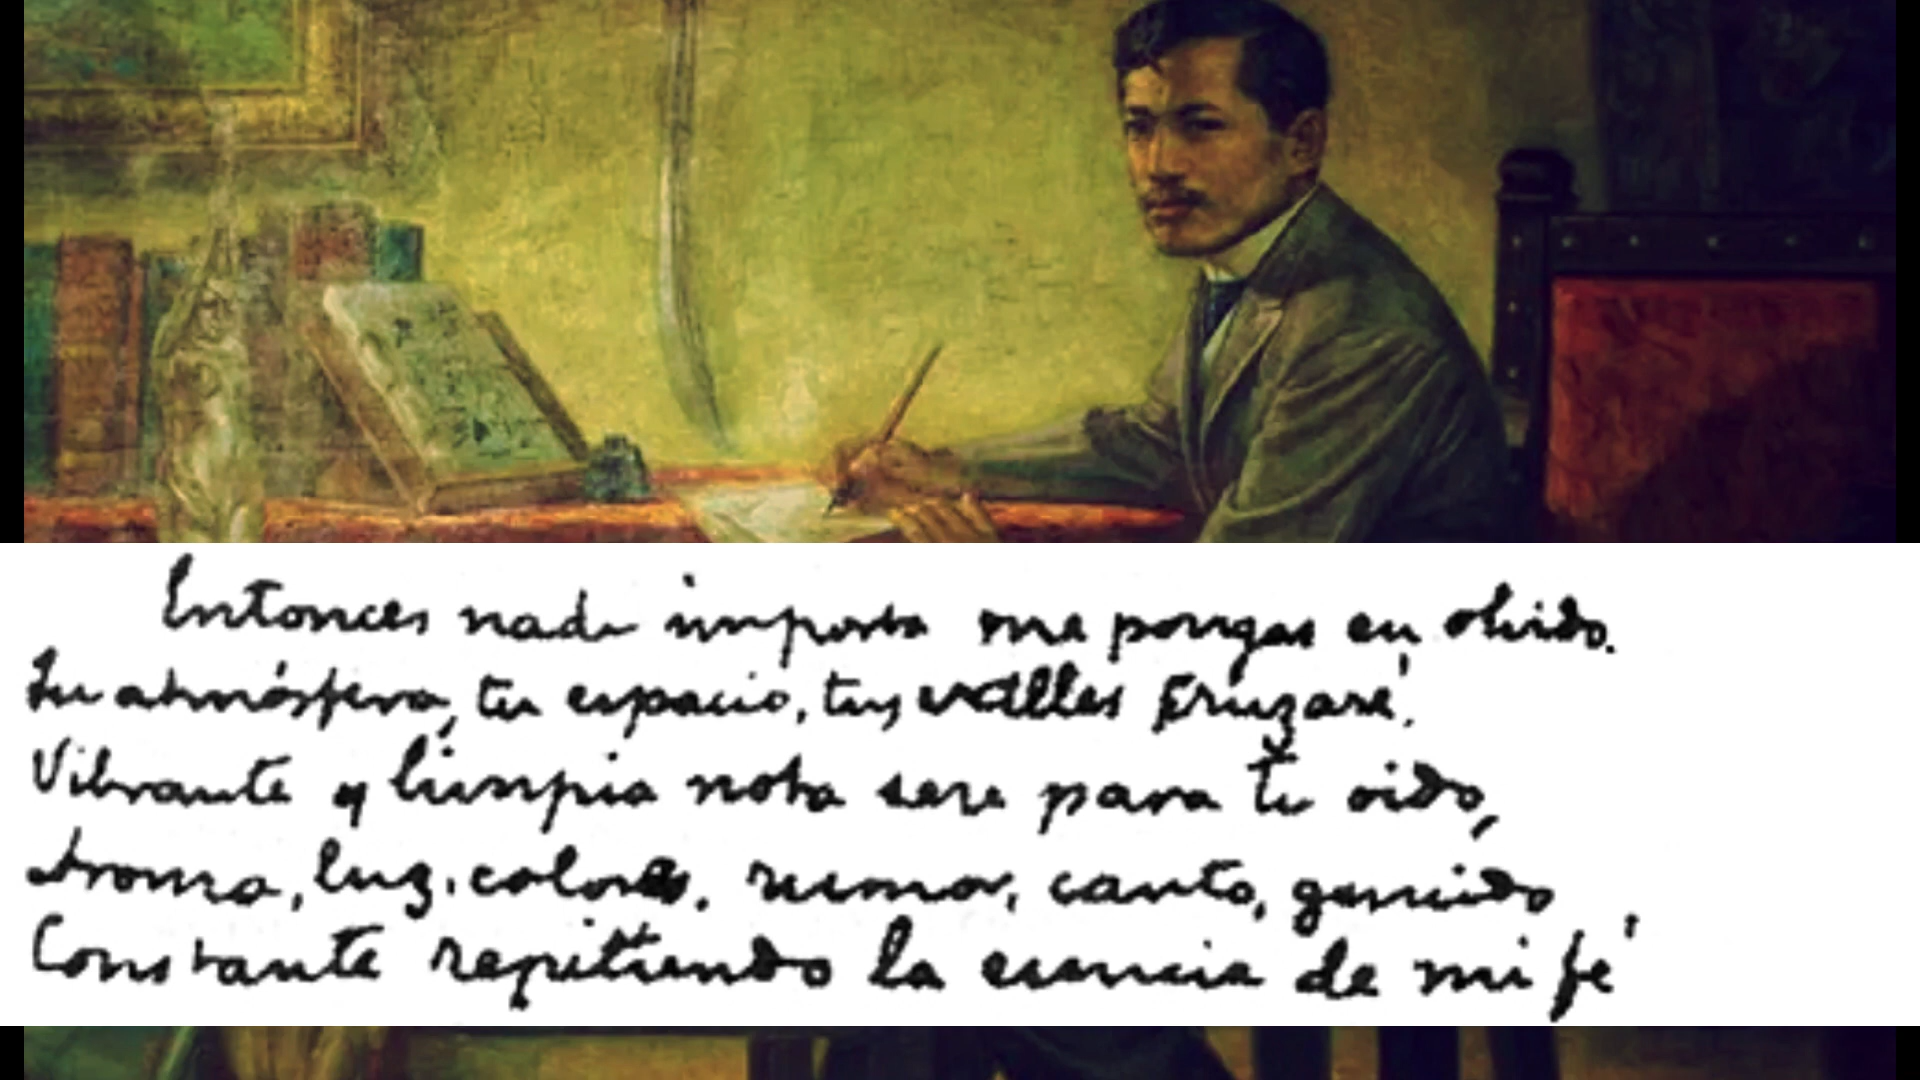 Entonces nada importa me pongas en olvido.
Tu atmósfera, tu espacio, tus valles cruzaré.
Vibrante y limpia nota seré para tu oido,
Aroma, luz, colores, rumor, canto, gemido
Constante repitiendo la esencia de mi fé